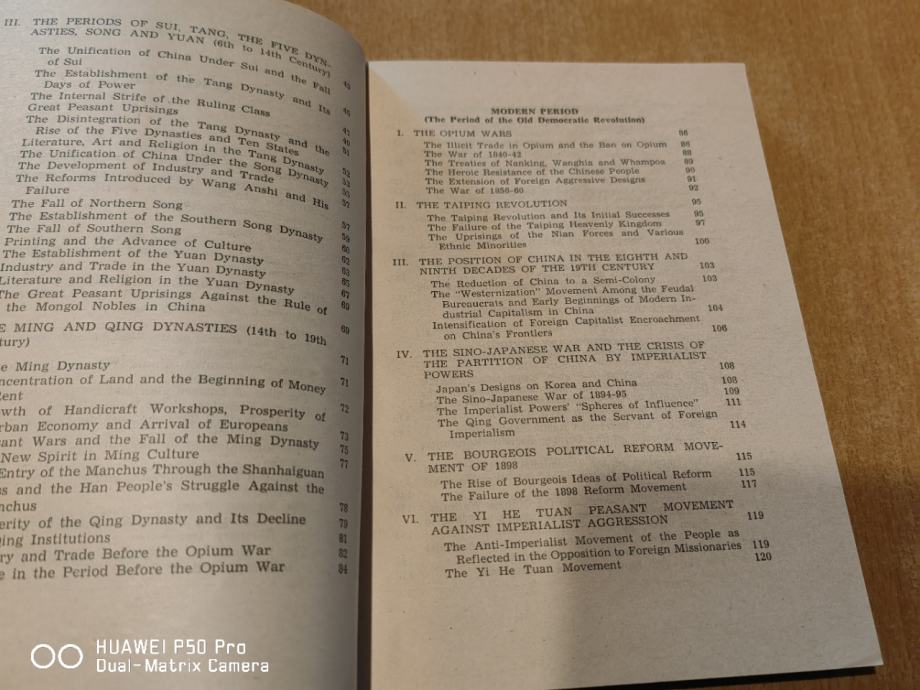 III. THE PERIODS OF SUI, TANG, THE FIVE DYN-
ASTIES, SONG AND YUAN (6th to 14th Century)
The Unification of China Under Sui and the Fall
of Sui
The Establishment of the Tang Dynasty and Its
Days of Power
The Internal Strife of the Ruling Class
Great Peasant Uprisings
The Disintegration of the Tang Dynasty and the
Rise of the Five Dynasties and Ten States
Literature, Art and Religion in the Tang Dynasty
The Unification of China Under the Song Dynasty
The Development of Industry and Trade
The Reforms Introduced by Wang Anshi and His
Failure
The Fall of Northern Song
The Establishment of the Southern Song Dynasty
The Fall of Southern Song
Printing and the Advance of Culture
The Establishment of the Yuan Dynasty
Industry and Trade in the Yuan Dynasty
Literature and Religion in the Yuan Dynasty
The Great Peasant Uprisings Against the Rule of
the Mongol Nobles in China 69
E MING AND QING DYNASTIES (14th to 19th
tury) 71
e Ming Dynasty 71
ncentration of Land and the Beginning of Money
Rent 72
owth of Handicraft Workshops, Prosperity of
rban Economy and Arrival of Europeans 73
sant Wars and the Fall of the Ming Dynasty 75
New Spirit in Ming Culture 77
Entry of the Manchus Through the Shanhaiguan
ss and the Han People's Struggle Against the
nchus 78
erity of the Qing Dynasty and Its Decline 79
Qing Institutions 81
ry and Trade Before the Opium War 82
e in the Period Before the Opium War 84
MODERN PERIOD
(The Period of the Old Democratic Revolution)
I. THE OPIUM WARS 86
The Illicit Trade in Opium and the Ban on Opium 86
The War of 1840-42 88
The Treaties of Nanking, Wanghia and Whampoa 89
The Heroic Resistance of the Chinese People 90
The Extension of Foreign Aggressive Designs 91
The War of 1856-60 92
II. THE TAIPING REVOLUTION 95
The Taiping Revolution and Its Initial Successes 95
The Failure of the Taiping Heavenly Kingdom 97
The Uprisings of the Nian Forces and Various
Ethnic Minorities 100
III. THE POSITION OF CHINA IN THE EIGHTH AND
NINTH DECADES OF THE 19TH CENTURY 103
The Reduction of China to a Semi-Colony 103
The "Westernization" Movement Among the Feudal
Bureaucrats and Early Beginnings of Modern In-
dustrial Capitalism in China 104
Intensification of Foreign Capitalist Encroachment
on China's Frontiers 106
IV. THE SINO-JAPANESE WAR AND THE CRISIS OF
THE PARTITION OF CHINA BY IMPERIALIST
POWERS 108
Japan's Designs on Korea and China 108
The Sino-Japanese War of 1894-95 109
The Imperialist Powers' "Spheres of Influence" 111
The Qing Government as the Servant of Foreign
Imperialism 114
V. THE BOURGEOIS POLITICAL REFORM MOVE-
MENT OF 1898 115
The Rise of Bourgeois Ideas of Political Reform 115
The Failure of the 1898 Reform Movement 117
VI. THE YI HE TUAN PEASANT MOVEMENT
AGAINST IMPERIALIST AGGRESSION 119
The Anti-Imperialist Movement of the People as
Reflected in the Opposition to Foreign Missionaries 119
The Yi He Tuan Movement 120
HUAWEI P50 Pro
Dual-Matrix Camera